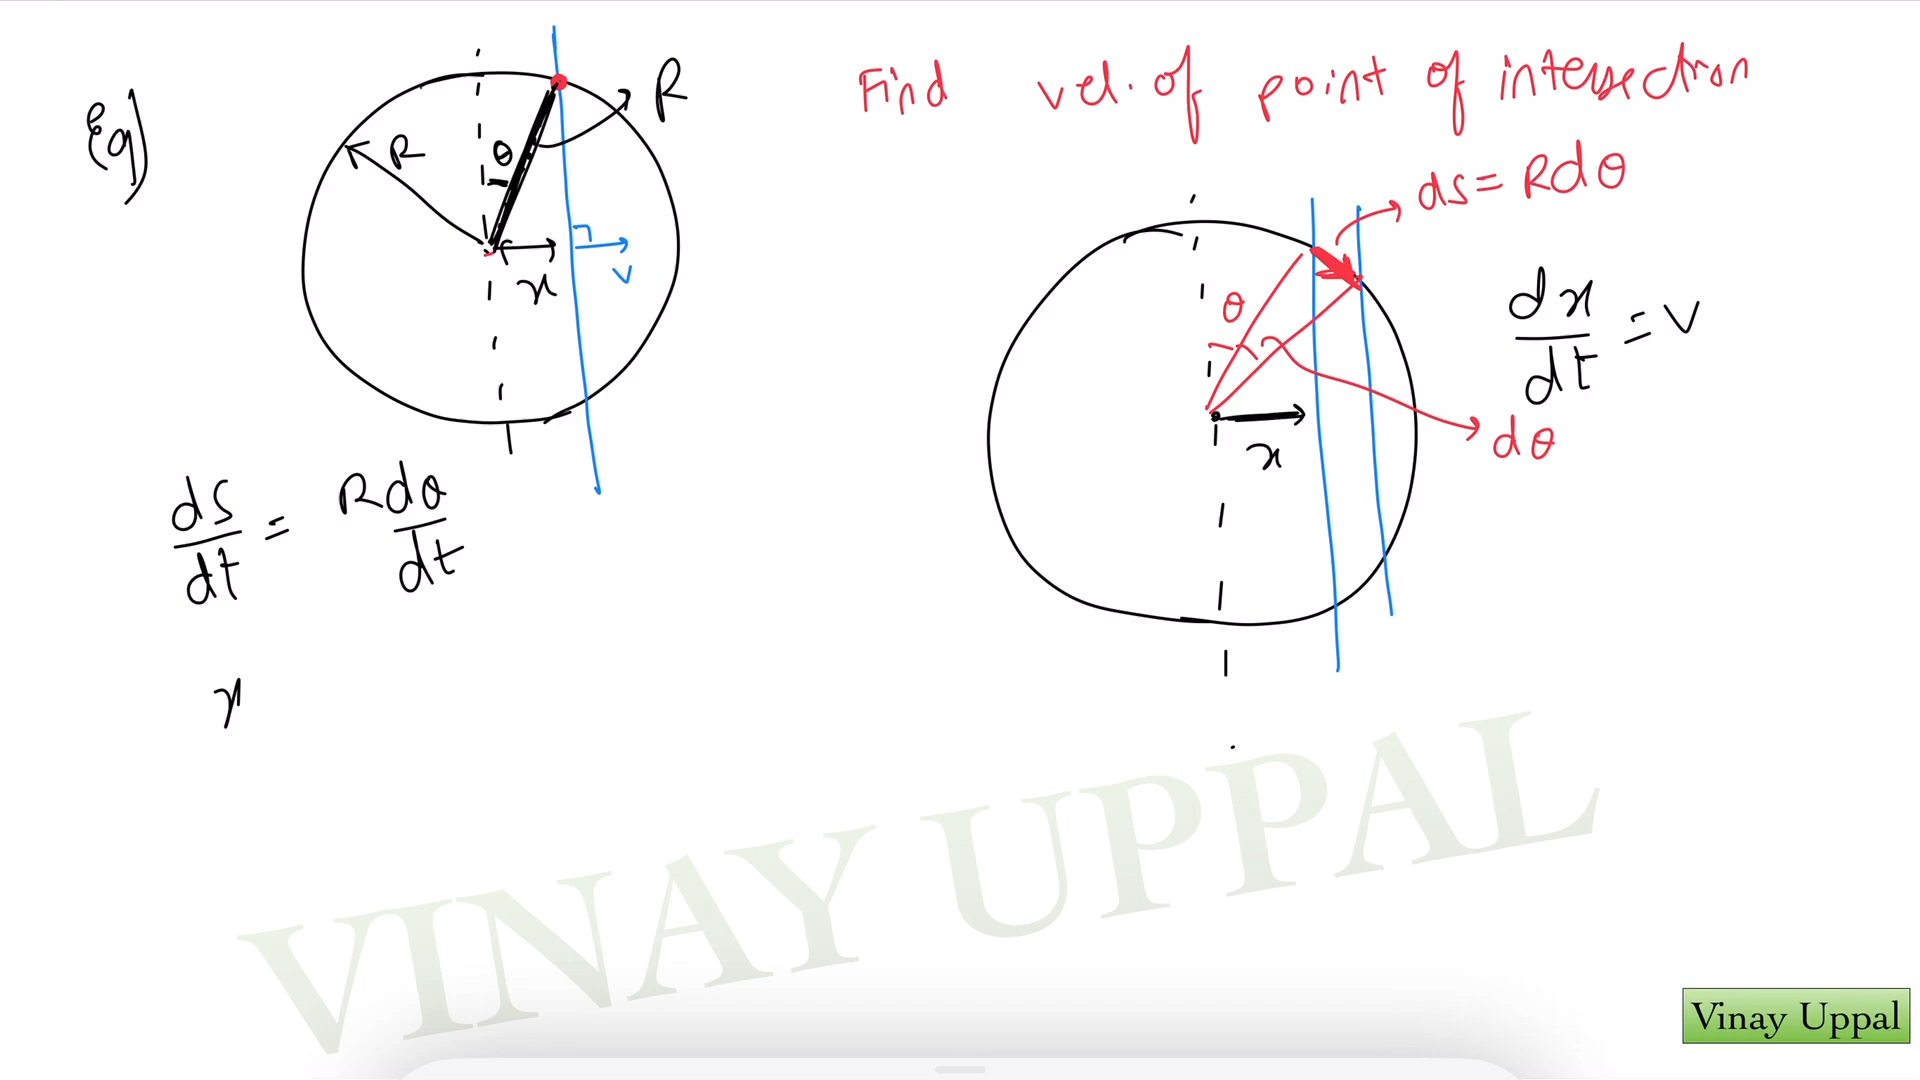 Eg)
R
θ
R
x
v
Find vel. of point of intersection
ds = Rdθ
θ
dx/dt = v
dθ
x
ds/dt = Rdθ/dt
x
VINAY UPPAL
Vinay Uppal